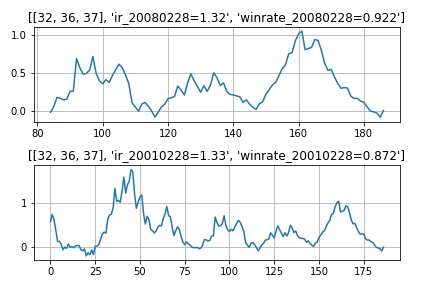 [[32, 36, 37], 'ir_20080228=1.32', 'winrate_20080228=0.922']
1.0
0.5
0.0
80 100 120 140 160 180
[[32, 36, 37], 'ir_20010228=1.33', 'winrate_20010228=0.872']
1
0
0 25 50 75 100 125 150 175